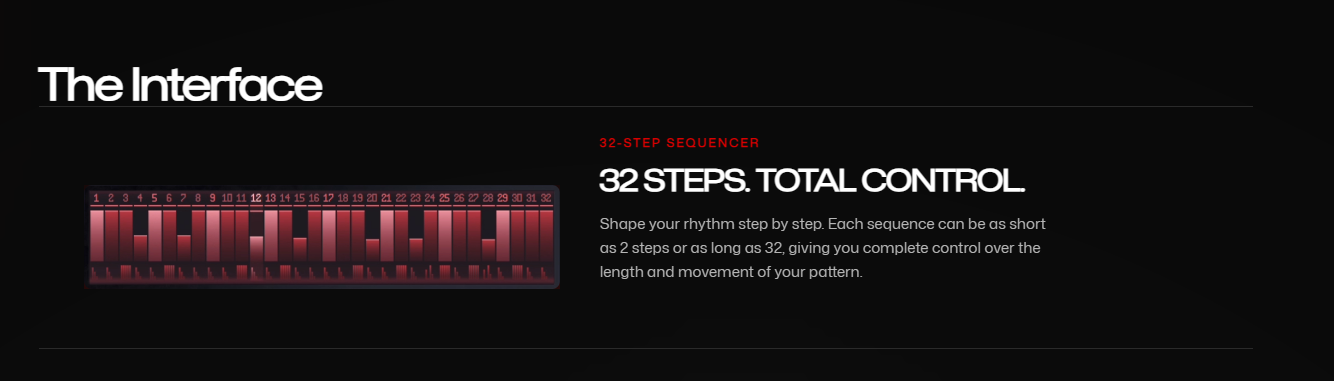 The Interface
32-STEP SEQUENCER
32 STEPS. TOTAL CONTROL.
Shape your rhythm step by step. Each sequence can be as short
as 2 steps or as long as 32, giving you complete control over the
length and movement of your pattern.
1 2 3 4 5 6 7 8 9 10 11 12 13 14 15 16 17 18 19 20 21 22 23 24 25 26 27 28 29 30 31 32